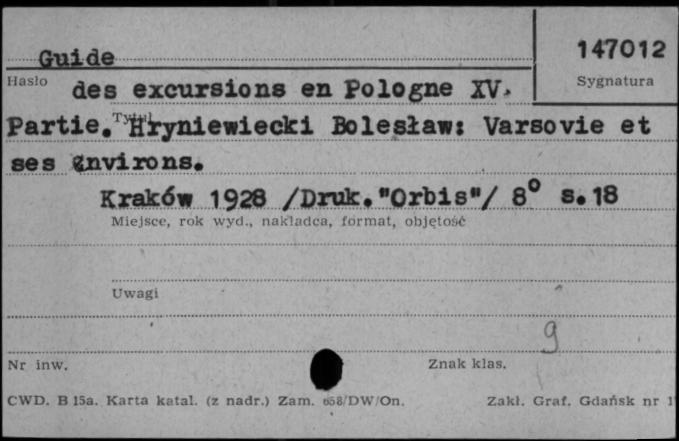 Guide
147012
Hasło
Sygnatura
des excursions en Pologne XV.
Tytuł
Partie. Hryniewiecki Bolesław: Varsovie et
ses environs.
Kraków 1928 /Druk."Orbis"/ 8° s.18
Miejsce, rok wyd., nakładca, format, objętość
Uwagi
g
Nr inw.
Znak klas.
CWD. B 15a. Karta katal. (z nadr.) Zam. 658/DW/On.
Zakł. Graf. Gdańsk nr